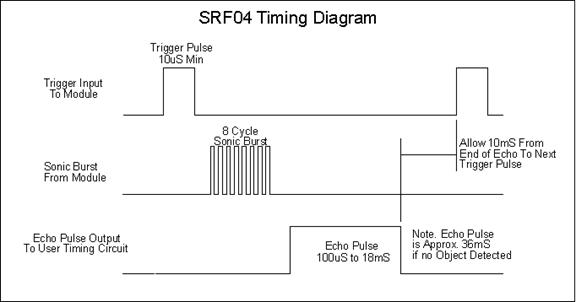 SRF04 Timing Diagram
Trigger Pulse
10uS Min
Trigger Input
To Module
8 Cycle
Sonic Burst
Allow 10mS From
End of Echo To Next
Trigger Pulse
Sonic Burst
From Module
Echo Pulse Output
To User Timing Circuit
Echo Pulse
100uS to 18mS
Note. Echo Pulse
is Approx. 36mS
if no Object Detected